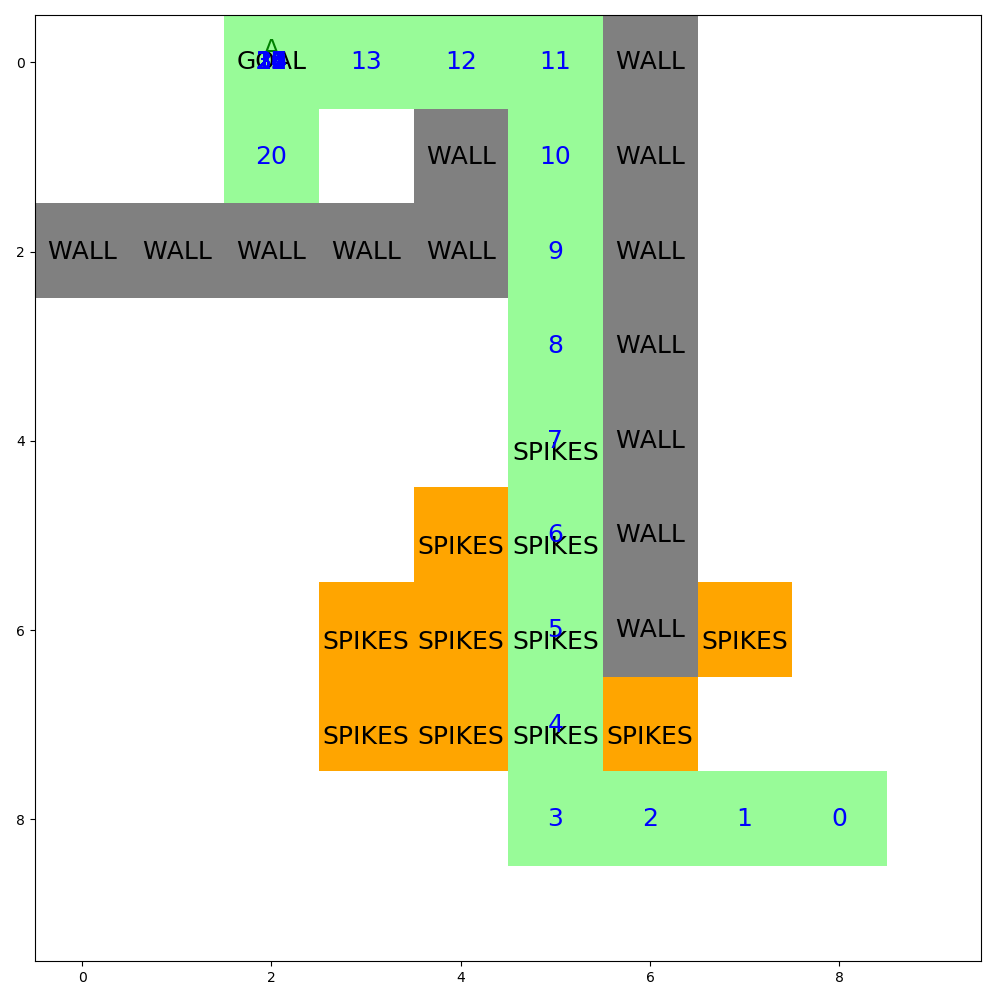 A
0 GOAL 13 12 11 WALL
20 WALL 10 WALL
2 WALL WALL WALL WALL WALL 9 WALL
8 WALL
4 7 WALL
SPIKES
6 WALL
SPIKES SPIKES
6 5 WALL
SPIKES SPIKES SPIKES SPIKES
4
SPIKES SPIKES SPIKES SPIKES
8 3 2 1 0
0 2 4 6 8